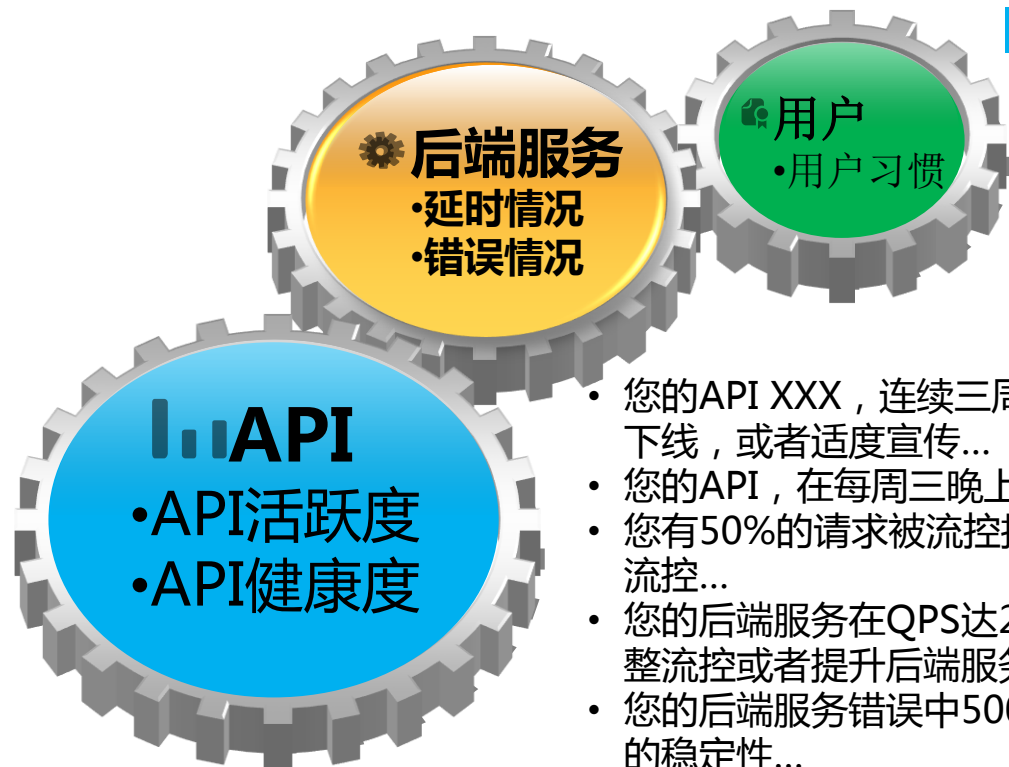 后端服务
•延时情况
•错误情况
用户
•用户习惯
API
•API活跃度
•API健康度
• 您的API XXX，连续三周
下线，或者适度宣传...
• 您的API，在每周三晚上
• 您有50%的请求被流控
流控...
• 您的后端服务在QPS达2
整流控或者提升后端服务
• 您的后端服务错误中500
的稳定性...